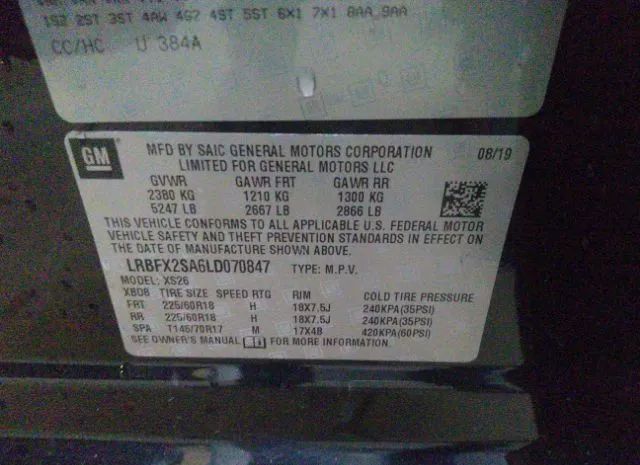 1S2 2ST 3ST 4AW 4G7 4ST 5ST 6X1 7X1 8AA 9AA
CC/HC U 384A
GM
MFD BY SAIC GENERAL MOTORS CORPORATION 08/19
LIMITED FOR GENERAL MOTORS LLC
GVWR GAWR FRT GAWR RR
2380 KG 1210 KG 1300 KG
5247 LB 2667 LB 2866 LB
THIS VEHICLE CONFORMS TO ALL APPLICABLE U.S. FEDERAL MOTOR
VEHICLE SAFETY AND THEFT PREVENTION STANDARDS IN EFFECT ON
THE DATE OF MANUFACTURE SHOWN ABOVE.
LRBFX2SA6LD070847 TYPE: M.P.V.
MODEL: XS26
XBO8 TIRE SIZE SPEED RTG RIM COLD TIRE PRESSURE
FRT 225/60R18 H 18X7.5J 240KPA(35PSI)
RR 225/60R18 H 18X7.5J 240KPA(35PSI)
SPA T145/70R17 M 17X4B 420KPA(60PSI)
SEE OWNER'S MANUAL FOR MORE INFORMATION.